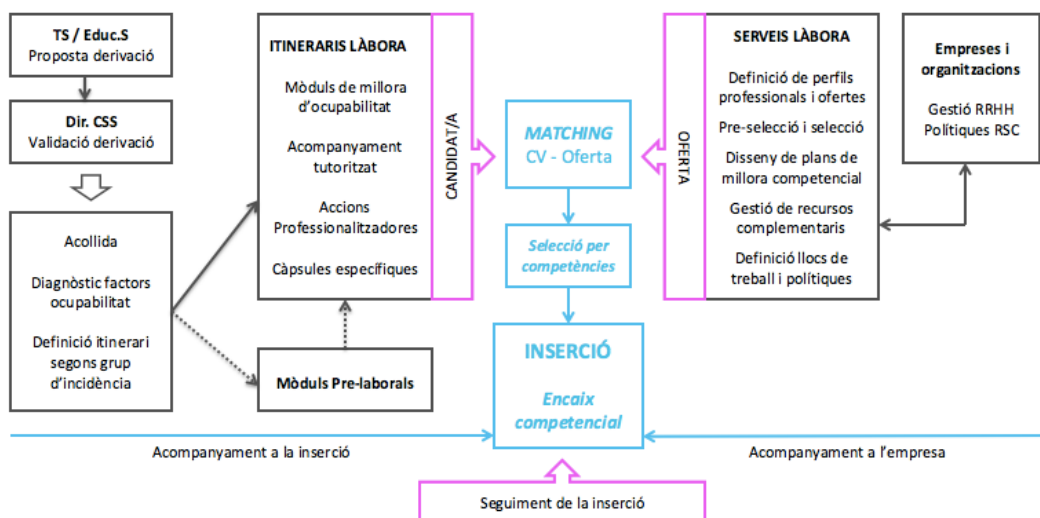 TS / Educ.S
Proposta derivació
Dir. CSS
Validació derivació
Acollida
Diagnòstic factors
ocupabilitat
Definició itinerari
segons grup
d'incidència
ITINERARIS LÀBORA
Mòduls de millora
d'ocupabilitat
Acompanyament
tutoritzat
Accions
Professionalitzadores
Càpsules específiques
CANDIDAT/A
Mòduls Pre-laborals
MATCHING
CV - Oferta
Selecció per
competències
INSERCIÓ
Encaix
competencial
OFERTA
SERVEIS LÀBORA
Definició de perfils
professionals i ofertes
Pre-selecció i selecció
Disseny de plans de
millora competencial
Gestió de recursos
complementaris
Definició llocs de
treball i polítiques
Empreses i
organitzacions
Gestió RRHH
Polítiques RSC
Acompanyament a la inserció
Acompanyament a l'empresa
Seguiment de la inserció